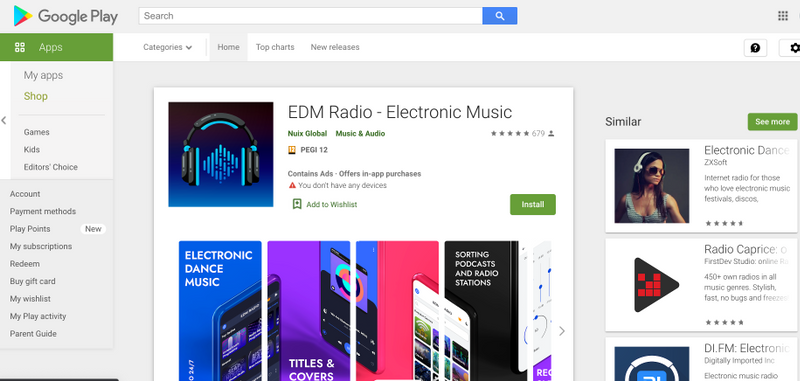 Google Play
Search
Apps
Categories
Home
Top charts
New releases
My apps
Shop
Games
Kids
Editors' Choice
Account
Payment methods
Play Points New
My subscriptions
Redeem
Buy gift card
My wishlist
My Play activity
Parent Guide
EDM Radio - Electronic Music
Nuix Global Music & Audio
679
PEGI 12
Contains Ads · Offers in-app purchases
You don't have any devices
Add to Wishlist
Install
ELECTRONIC
DANCE
MUSIC
24/7
TITLES &
COVERS
SORTING
PODCASTS
AND RADIO
STATIONS
Similar
See more
Electronic Dance
ZXSoft
Internet radio for those
who love electronic music
festivals, discos,
Radio Caprice: o
FirstDev Studio: online Ra
450+ own radios in all
music genres. Stylish,
fast, no bugs and freezes
DI.FM: Electronic
Digitally Imported Inc
Electronic music radio